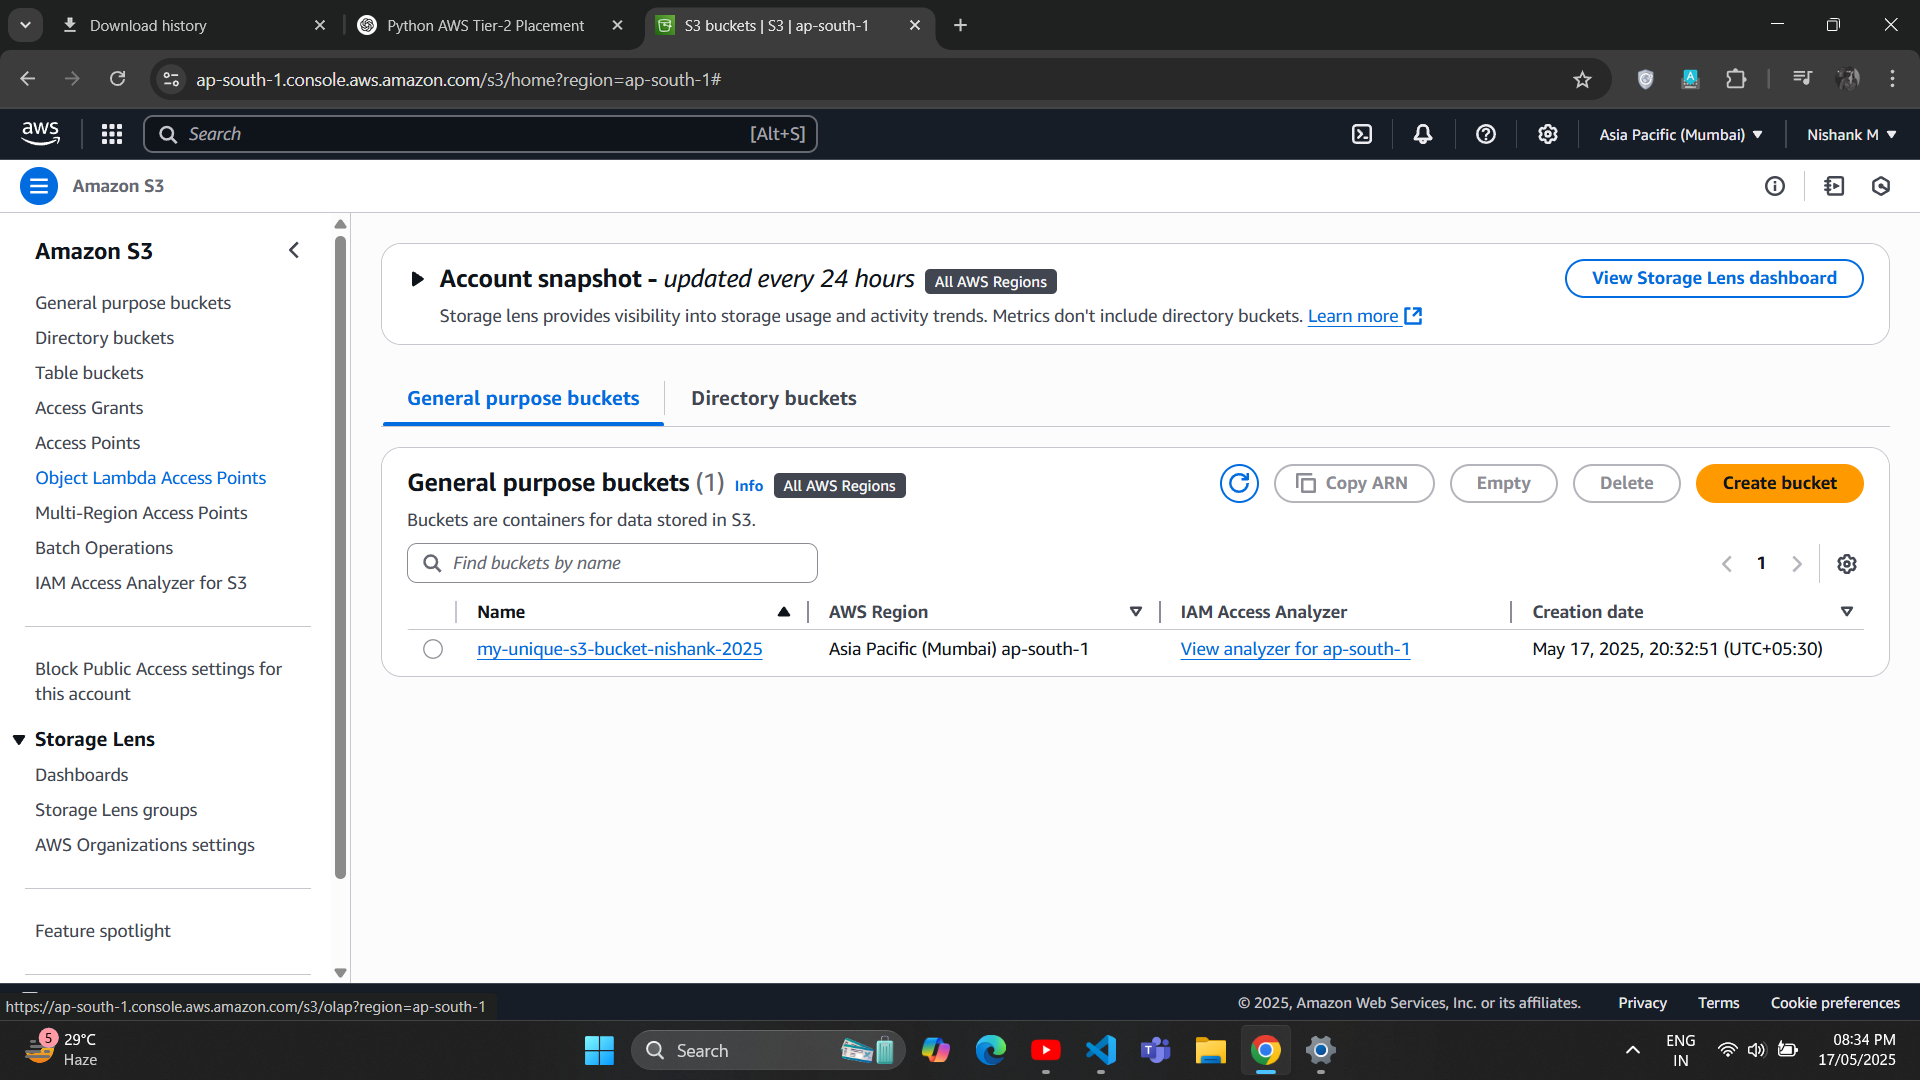 Download history
Python AWS Tier-2 Placement
S3 buckets | S3 | ap-south-1
ap-south-1.console.aws.amazon.com/s3/home?region=ap-south-1#
aws
Search
[Alt+S]
Asia Pacific (Mumbai)
Nishank M
Amazon S3
Amazon S3
General purpose buckets
Directory buckets
Table buckets
Access Grants
Access Points
Object Lambda Access Points
Multi-Region Access Points
Batch Operations
IAM Access Analyzer for S3
Block Public Access settings for
this account
Storage Lens
Dashboards
Storage Lens groups
AWS Organizations settings
Feature spotlight
Account snapshot - updated every 24 hours All AWS Regions
View Storage Lens dashboard
Storage lens provides visibility into storage usage and activity trends. Metrics don't include directory buckets. Learn more
General purpose buckets
Directory buckets
General purpose buckets (1) Info All AWS Regions
Copy ARN
Empty
Delete
Create bucket
Buckets are containers for data stored in S3.
Find buckets by name
1
Name
AWS Region
IAM Access Analyzer
Creation date
my-unique-s3-bucket-nishank-2025
Asia Pacific (Mumbai) ap-south-1
View analyzer for ap-south-1
May 17, 2025, 20:32:51 (UTC+05:30)
https://ap-south-1.console.aws.amazon.com/s3/olap?region=ap-south-1
© 2025, Amazon Web Services, Inc. or its affiliates.
Privacy
Terms
Cookie preferences
5
29°C
Haze
Search
ENG
IN
08:34 PM
17/05/2025